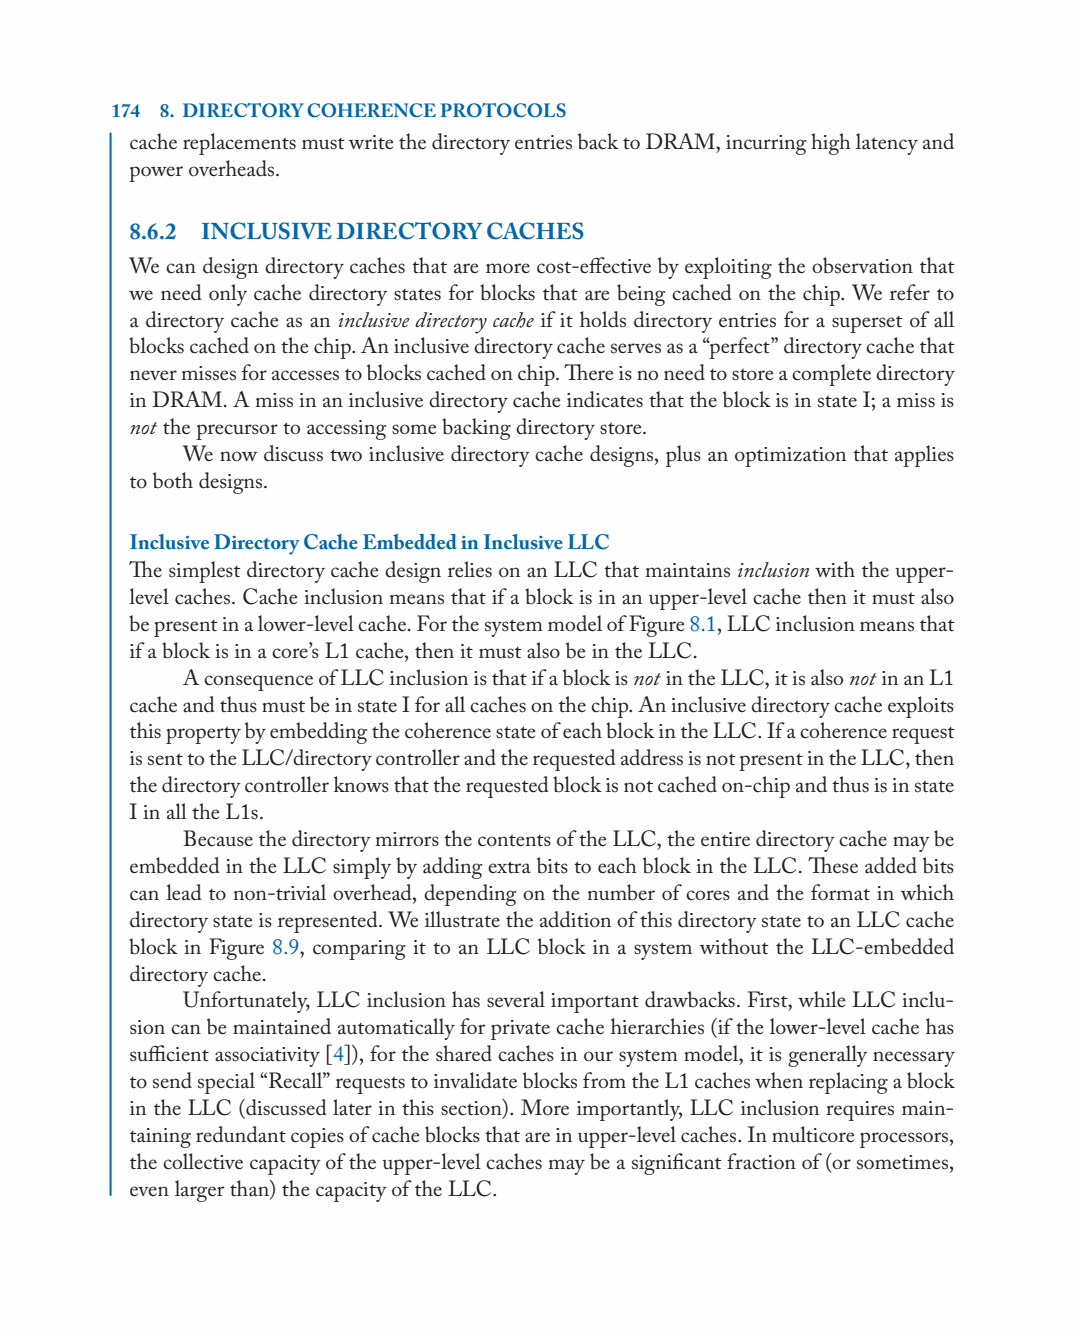 174 8. DIRECTORY COHERENCE PROTOCOLS
cache replacements must write the directory entries back to DRAM, incurring high latency and
power overheads.
8.6.2 INCLUSIVE DIRECTORY CACHES
We can design directory caches that are more cost-effective by exploiting the observation that
we need only cache directory states for blocks that are being cached on the chip. We refer to
a directory cache as an inclusive directory cache if it holds directory entries for a superset of all
blocks cached on the chip. An inclusive directory cache serves as a “perfect” directory cache that
never misses for accesses to blocks cached on chip. There is no need to store a complete directory
in DRAM. A miss in an inclusive directory cache indicates that the block is in state I; a miss is
not the precursor to accessing some backing directory store.
We now discuss two inclusive directory cache designs, plus an optimization that applies
to both designs.
Inclusive Directory Cache Embedded in Inclusive LLC
The simplest directory cache design relies on an LLC that maintains inclusion with the upper-
level caches. Cache inclusion means that if a block is in an upper-level cache then it must also
be present in a lower-level cache. For the system model of Figure 8.1, LLC inclusion means that
if a block is in a core’s L1 cache, then it must also be in the LLC.
A consequence of LLC inclusion is that if a block is not in the LLC, it is also not in an L1
cache and thus must be in state I for all caches on the chip. An inclusive directory cache exploits
this property by embedding the coherence state of each block in the LLC. If a coherence request
is sent to the LLC/directory controller and the requested address is not present in the LLC, then
the directory controller knows that the requested block is not cached on-chip and thus is in state
I in all the L1s.
Because the directory mirrors the contents of the LLC, the entire directory cache may be
embedded in the LLC simply by adding extra bits to each block in the LLC. These added bits
can lead to non-trivial overhead, depending on the number of cores and the format in which
directory state is represented. We illustrate the addition of this directory state to an LLC cache
block in Figure 8.9, comparing it to an LLC block in a system without the LLC-embedded
directory cache.
Unfortunately, LLC inclusion has several important drawbacks. First, while LLC inclu-
sion can be maintained automatically for private cache hierarchies (if the lower-level cache has
sufficient associativity [4]), for the shared caches in our system model, it is generally necessary
to send special “Recall” requests to invalidate blocks from the L1 caches when replacing a block
in the LLC (discussed later in this section). More importantly, LLC inclusion requires main-
taining redundant copies of cache blocks that are in upper-level caches. In multicore processors,
the collective capacity of the upper-level caches may be a significant fraction of (or sometimes,
even larger than) the capacity of the LLC.